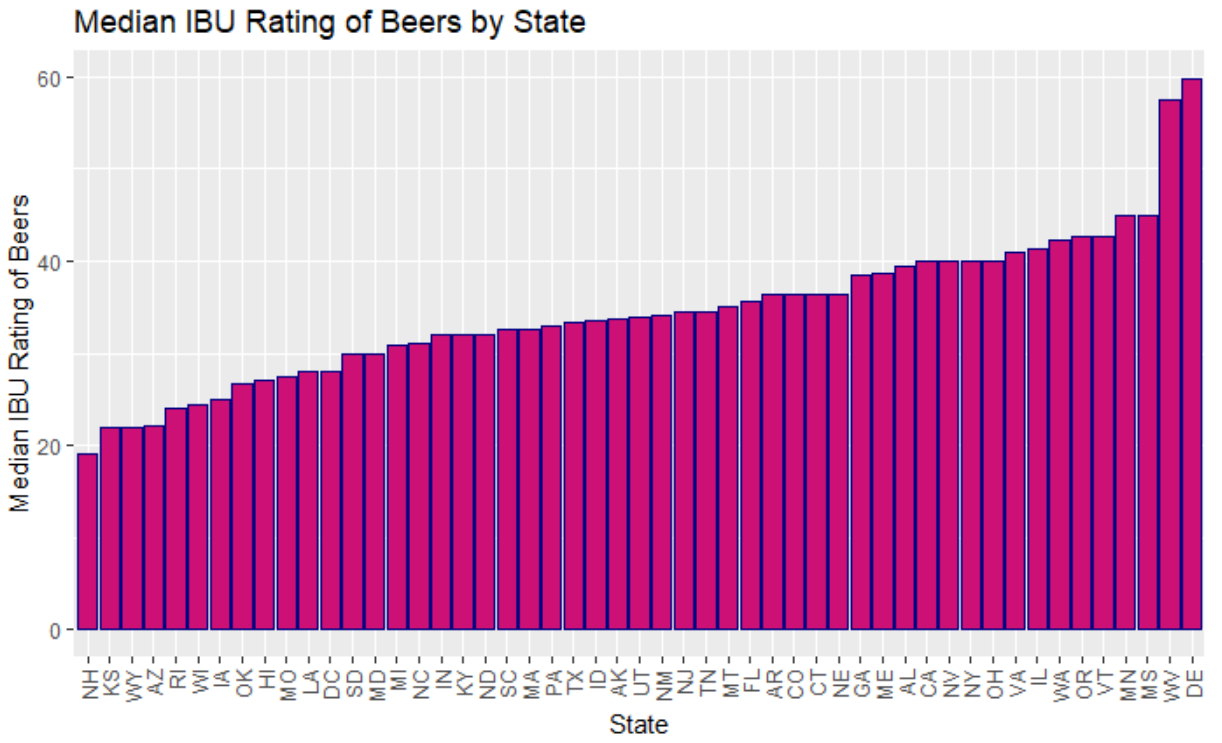 Median IBU Rating of Beers by State
Median IBU Rating of Beers
60
40
20
0
NH KS WY AZ RI WI IA OK HI MO LA DC SD MD MI NC IN KY ND SC MA PA TX ID AK UT NM NJ TN MT FL AR CO CT NE GA ME AL CA NV NY OH VA IL WA OR VT MN MS WV DE
State